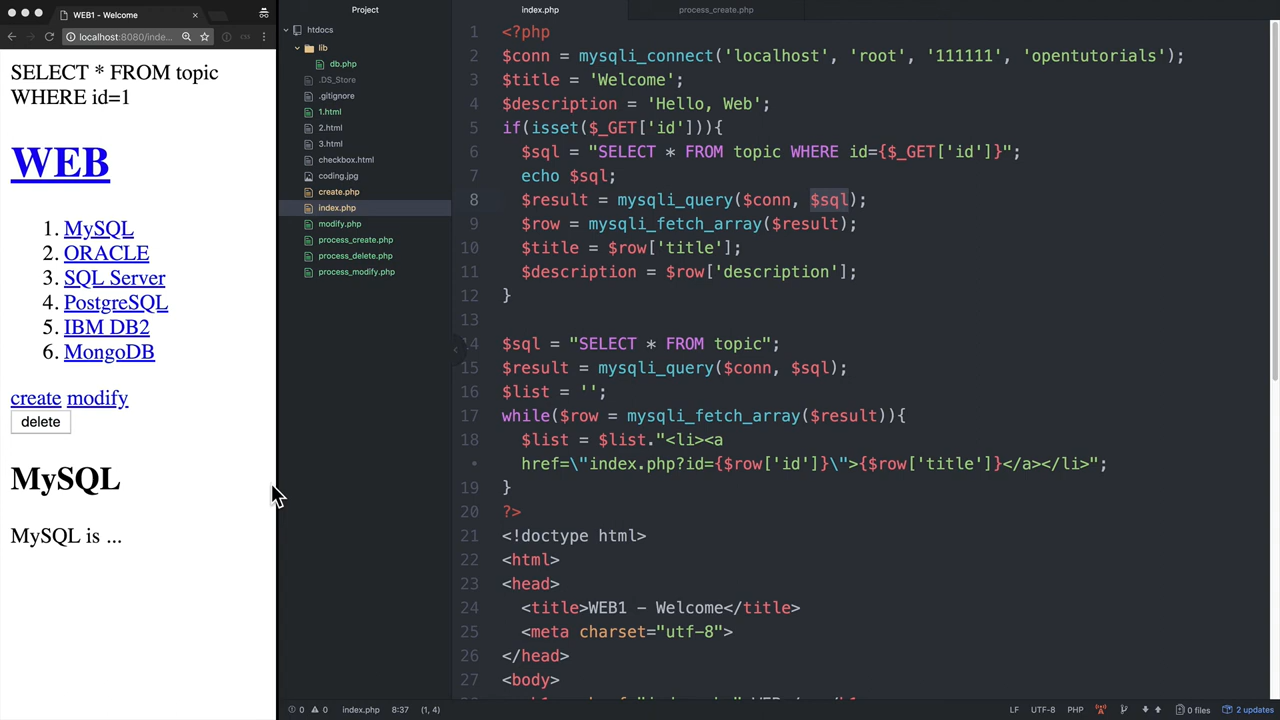 WEB1 - Welcome
localhost:8080/inde...
SELECT * FROM topic
WHERE id=1
WEB
1. MySQL
2. ORACLE
3. SQL Server
4. PostgreSQL
5. IBM DB2
6. MongoDB
create modify
delete
MySQL
MySQL is ...
Project
htdocs
lib
db.php
.DS_Store
.gitignore
1.html
2.html
3.html
checkbox.html
coding.jpg
create.php
index.php
modify.php
process_create.php
process_delete.php
process_modify.php
index.php process_create.php
1 <?php
2 $conn = mysqli_connect('localhost', 'root', '111111', 'opentutorials');
3 $title = 'Welcome';
4 $description = 'Hello, Web';
5 if(isset($_GET['id'])){
6 $sql = "SELECT * FROM topic WHERE id={$_GET['id']}";
7 echo $sql;
8 $result = mysqli_query($conn, $sql);
9 $row = mysqli_fetch_array($result);
10 $title = $row['title'];
11 $description = $row['description'];
12 }
13
14 $sql = "SELECT * FROM topic";
15 $result = mysqli_query($conn, $sql);
16 $list = '';
17 while($row = mysqli_fetch_array($result)){
18 $list = $list."<li><a
• href=\"index.php?id={$row['id']}\">{$row['title']}</a></li>";
19 }
20 ?>
21 <!doctype html>
22 <html>
23 <head>
24 <title>WEB1 - Welcome</title>
25 <meta charset="utf-8">
26 </head>
27 <body>
0 0 index.php 8:37 (1, 4) LF UTF-8 PHP 0 files 2 updates